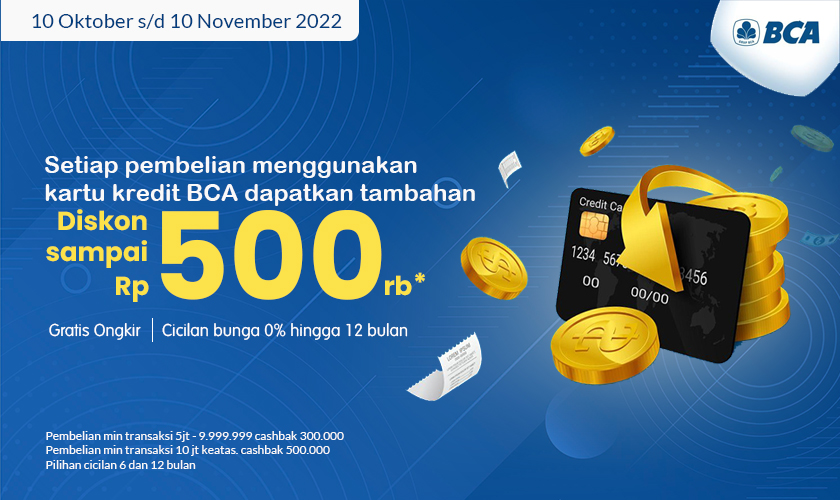 10 Oktober s/d 10 November 2022
BCA
Setiap pembelian menggunakan
kartu kredit BCA dapatkan tambahan
Diskon
sampai
Rp 500 rb*
Gratis Ongkir | Cicilan bunga 0% hingga 12 bulan
Credit Ca
1234 567 3456
00 00/00
LOREM IPSUM
Pembelian min transaksi 5jt - 9.999.999 cashbak 300.000
Pembelian min transaksi 10 jt keatas. cashbak 500.000
Pilihan cicilan 6 dan 12 bulan